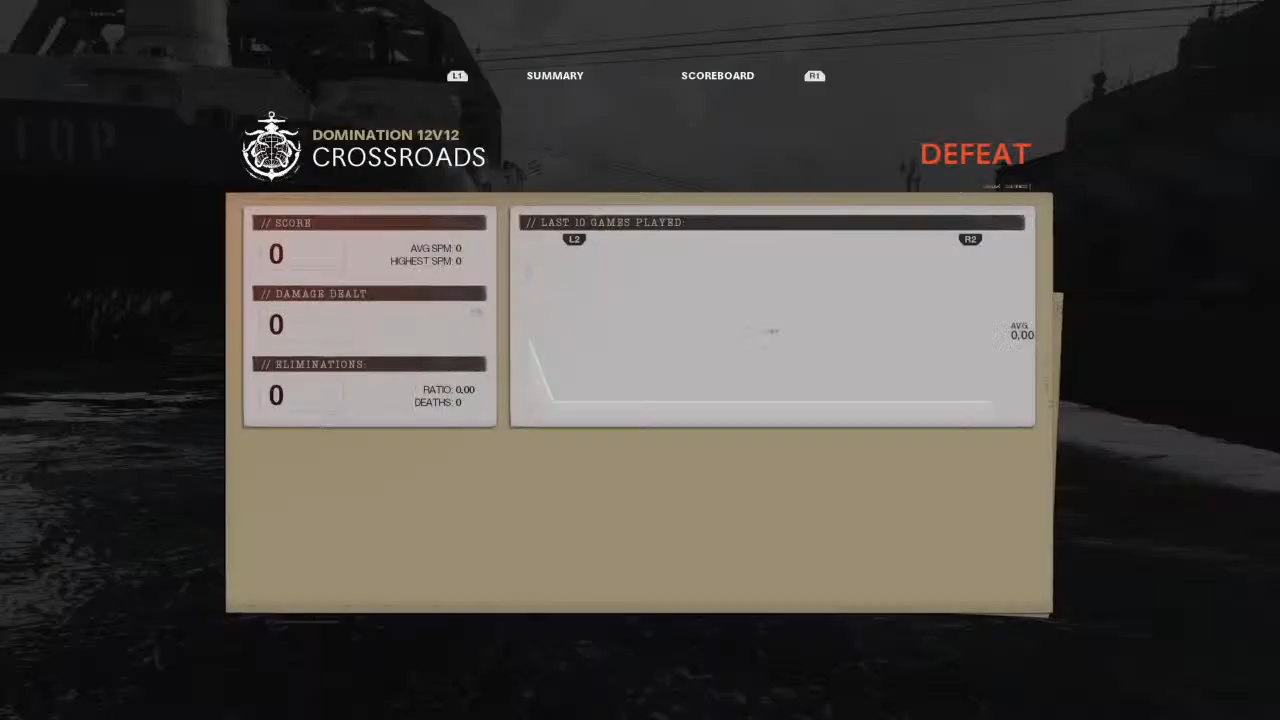 L1 SUMMARY SCOREBOARD R1
DOMINATION 12V12
CROSSROADS
DEFEAT
// SCORE
0
AVG SPM: 0
HIGHEST SPM: 0
// DAMAGE DEALT
0
// ELIMINATIONS:
0
RATIO: 0.00
DEATHS: 0
// LAST 10 GAMES PLAYED:
L2 R2
AVG
0.00